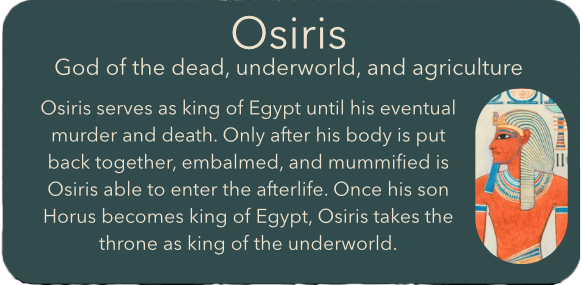 Osiris
God of the dead, underworld, and agriculture
Osiris serves as king of Egypt until his eventual
murder and death. Only after his body is put
back together, embalmed, and mummified is
Osiris able to enter the afterlife. Once his son
Horus becomes king of Egypt, Osiris takes the
throne as king of the underworld.